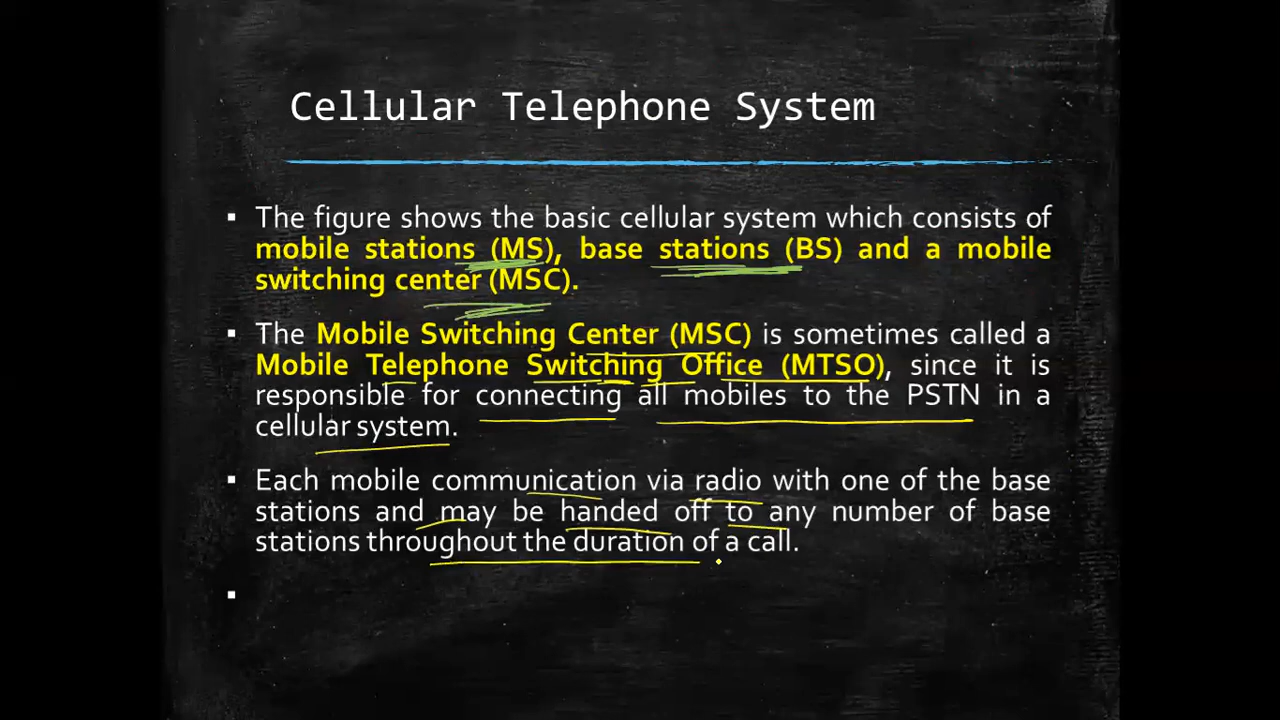 Cellular Telephone System
▪ The figure shows the basic cellular system which consists of
mobile stations (MS), base stations (BS) and a mobile
switching center (MSC).
▪ The Mobile Switching Center (MSC) is sometimes called a
Mobile Telephone Switching Office (MTSO), since it is
responsible for connecting all mobiles to the PSTN in a
cellular system.
▪ Each mobile communication via radio with one of the base
stations and may be handed off to any number of base
stations throughout the duration of a call.
▪